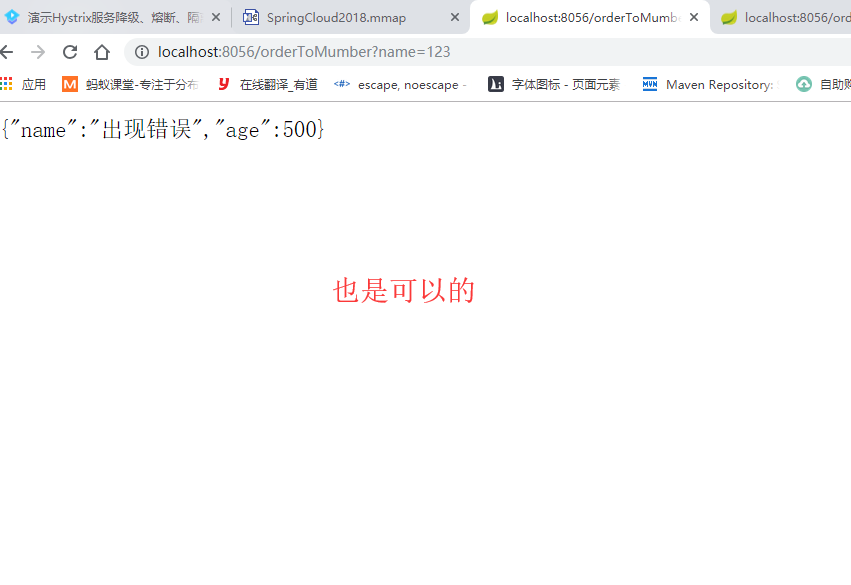 演示Hystrix服务降级、熔断、隔
SpringCloud2018.mmap
localhost:8056/orderToMumb
localhost:8056/ord
localhost:8056/orderToMumber?name=123
应用
蚂蚁课堂-专注于分布
在线翻译_有道
escape, noescape -
字体图标 - 页面元素
Maven Repository:
自助购
{"name":"出现错误","age":500}
也是可以的